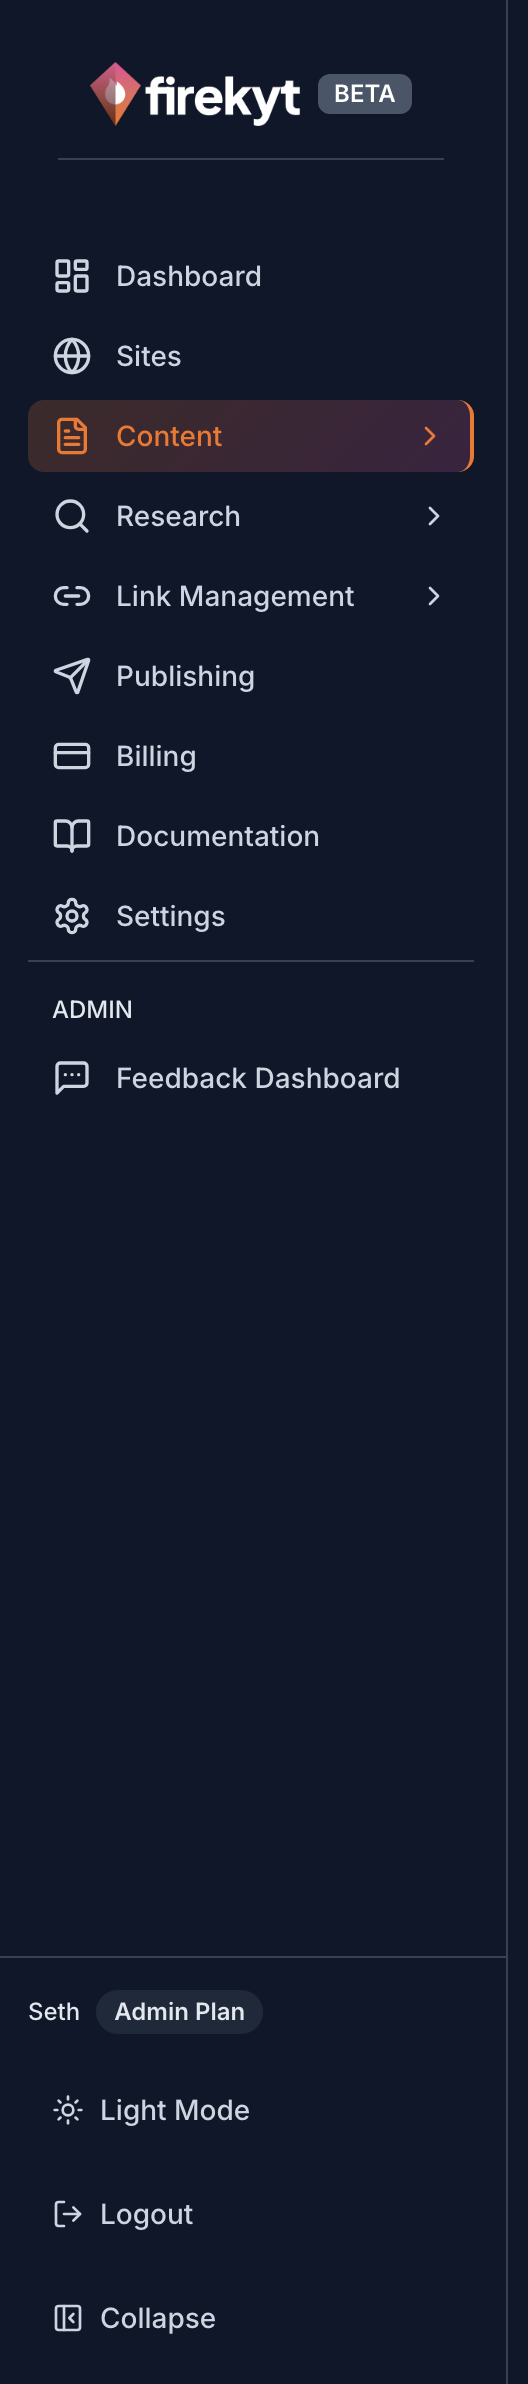 firekyt BETA
Dashboard
Sites
Content
Research
Link Management
Publishing
Billing
Documentation
Settings
ADMIN
Feedback Dashboard
Seth Admin Plan
Light Mode
Logout
Collapse